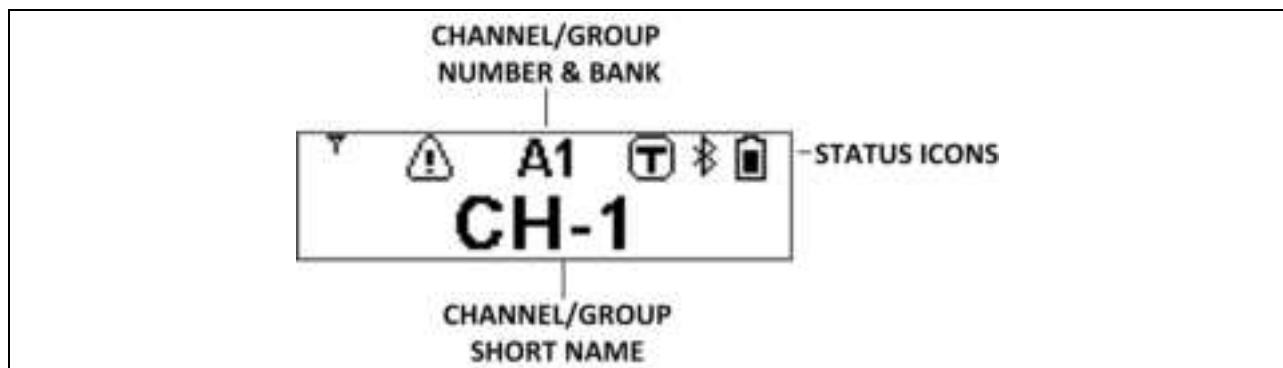 CHANNEL/GROUP
NUMBER & BANK
A1
T
STATUS ICONS
CH-1
CHANNEL/GROUP
SHORT NAME